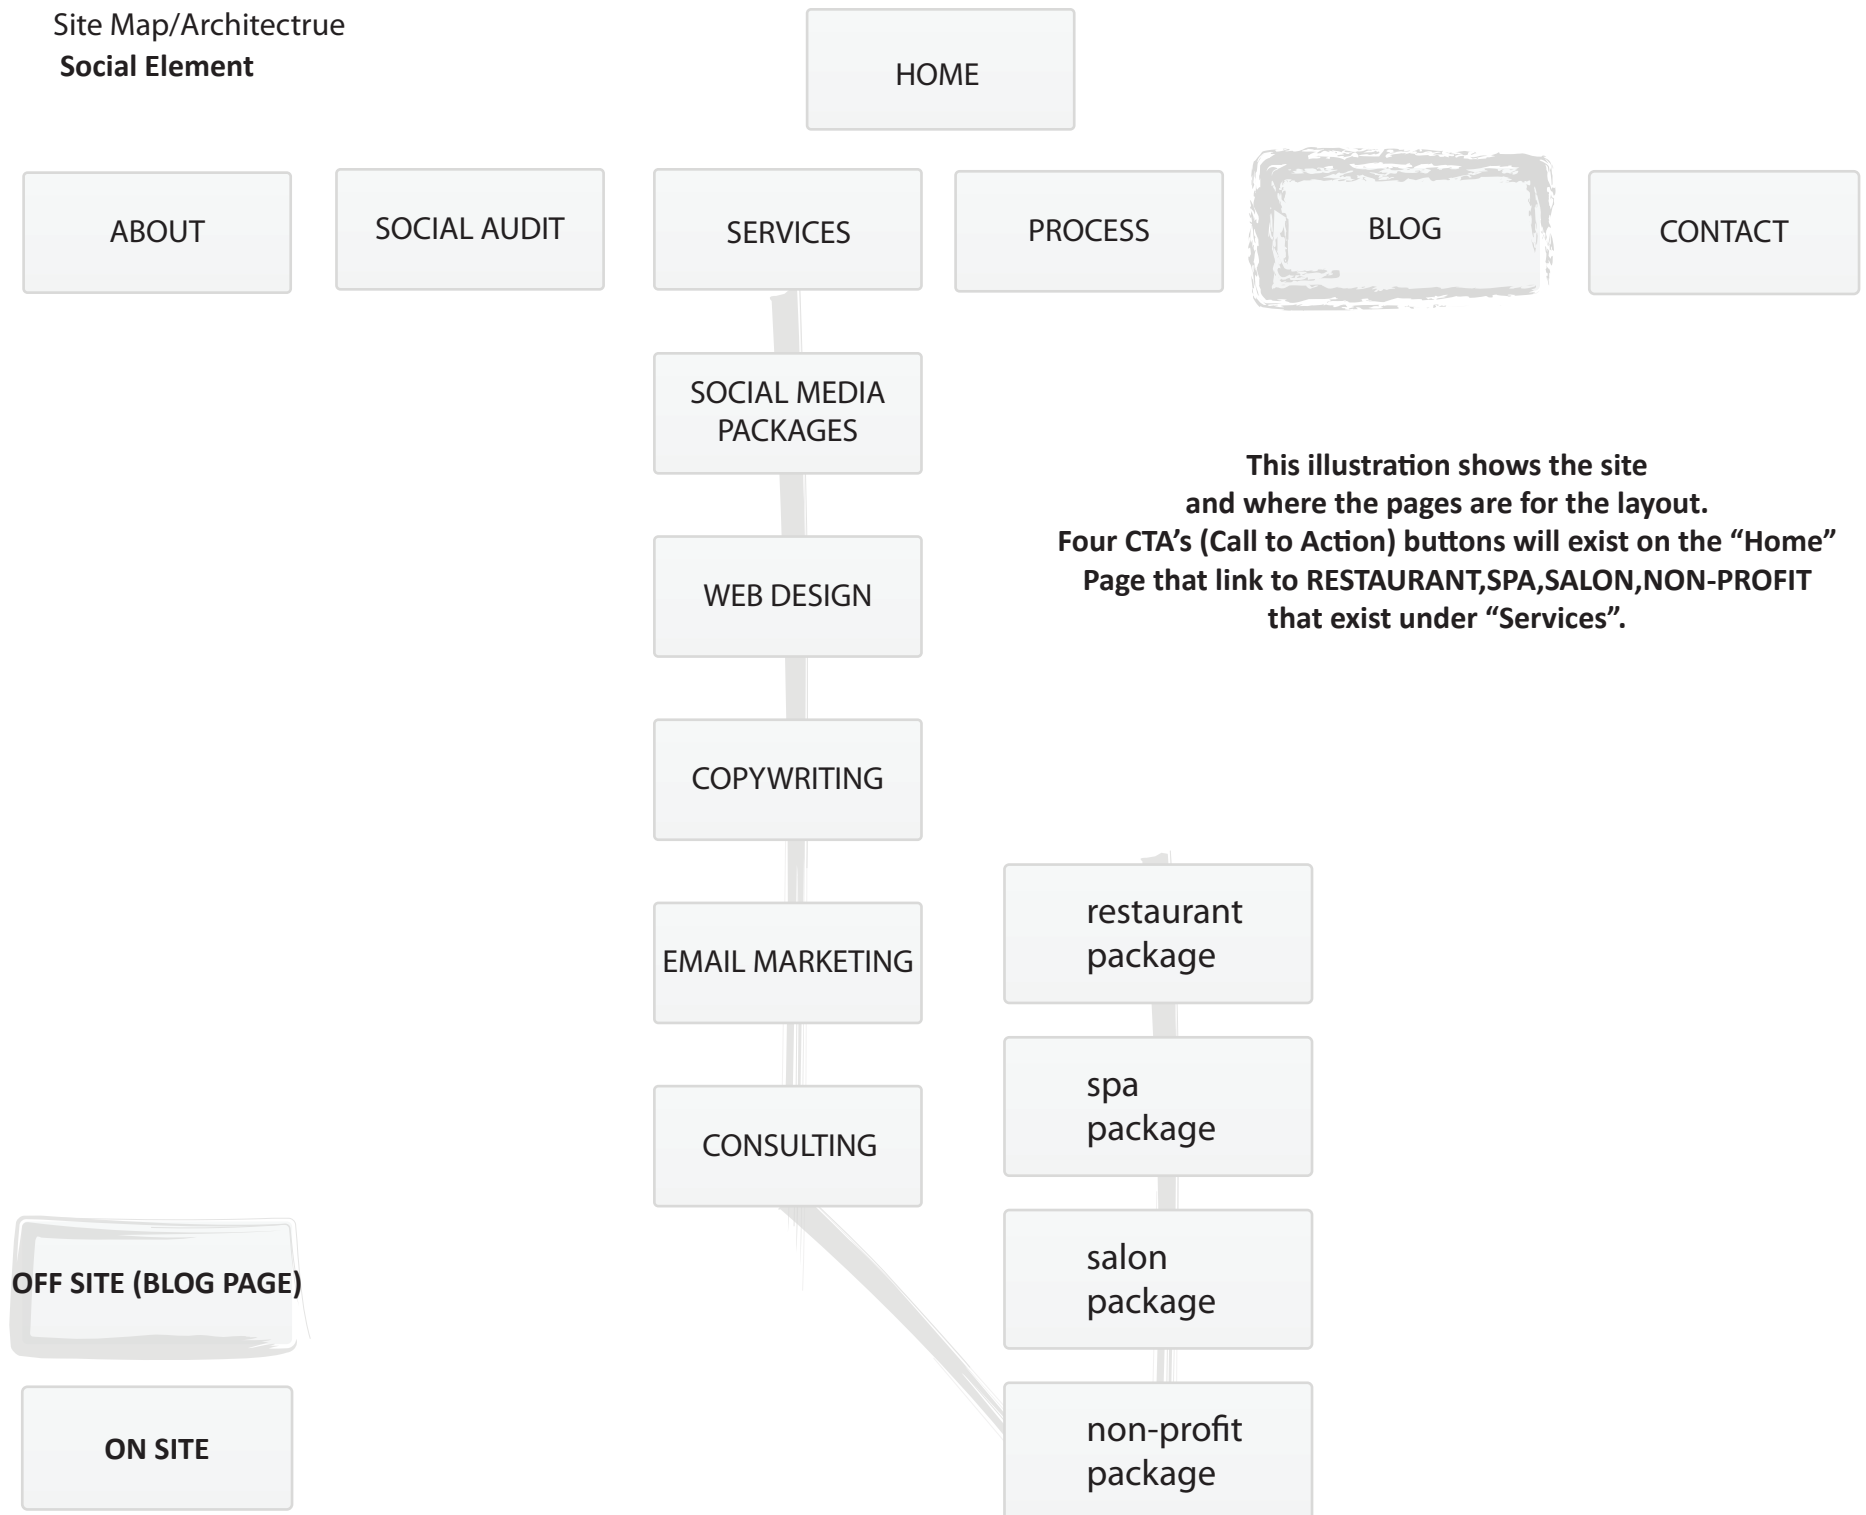 Site Map/Architectrue
Social Element
HOME
ABOUT
SOCIAL AUDIT
SERVICES
PROCESS
BLOG
CONTACT
SOCIAL MEDIA
PACKAGES
WEB DESIGN
COPYWRITING
EMAIL MARKETING
CONSULTING
This illustration shows the site
and where the pages are for the layout.
Four CTA’s (Call to Action) buttons will exist on the “Home”
Page that link to RESTAURANT,SPA,SALON,NON-PROFIT
that exist under “Services”.
restaurant
package
spa
package
salon
package
non-profit
package
OFF SITE (BLOG PAGE)
ON SITE